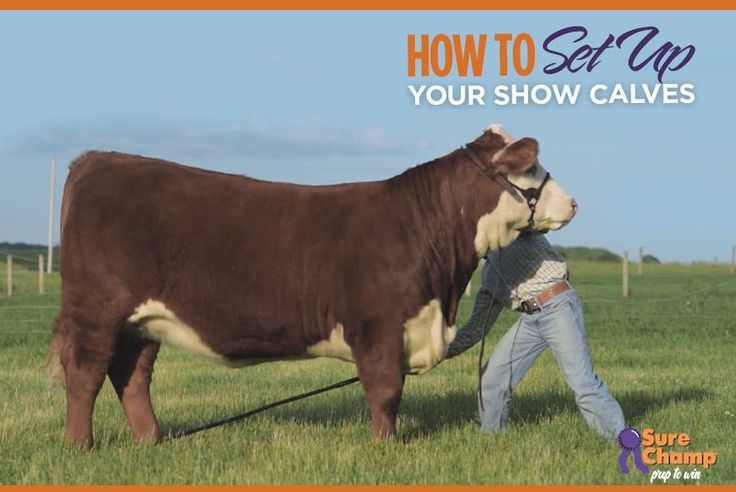 HOW TO Set Up
YOUR SHOW CALVES
Sure
Champ
prep to win